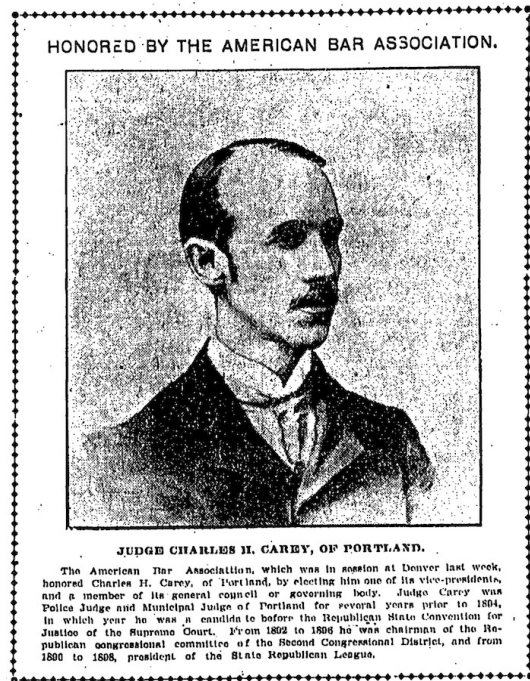 HONORED BY THE AMERICAN BAR ASSOCIATION.
JUDGE CHARLES H. CAREY, OF PORTLAND.
The American Bar Association, which was in session at Denver last week,
honored Charles H. Carey, of Portland, by electing him one of its vice-presidents,
and a member of its general council or governing body. Judge Carey was
Police Judge and Municipal Judge of Portland for several years prior to 1894,
in which year he was a candidate before the Republican State Convention for
Justice of the Supreme Court. From 1892 to 1896 he was chairman of the Re-
publican congressional committee of the Second Congressional District, and from
to 1898, president of the State Republican League.